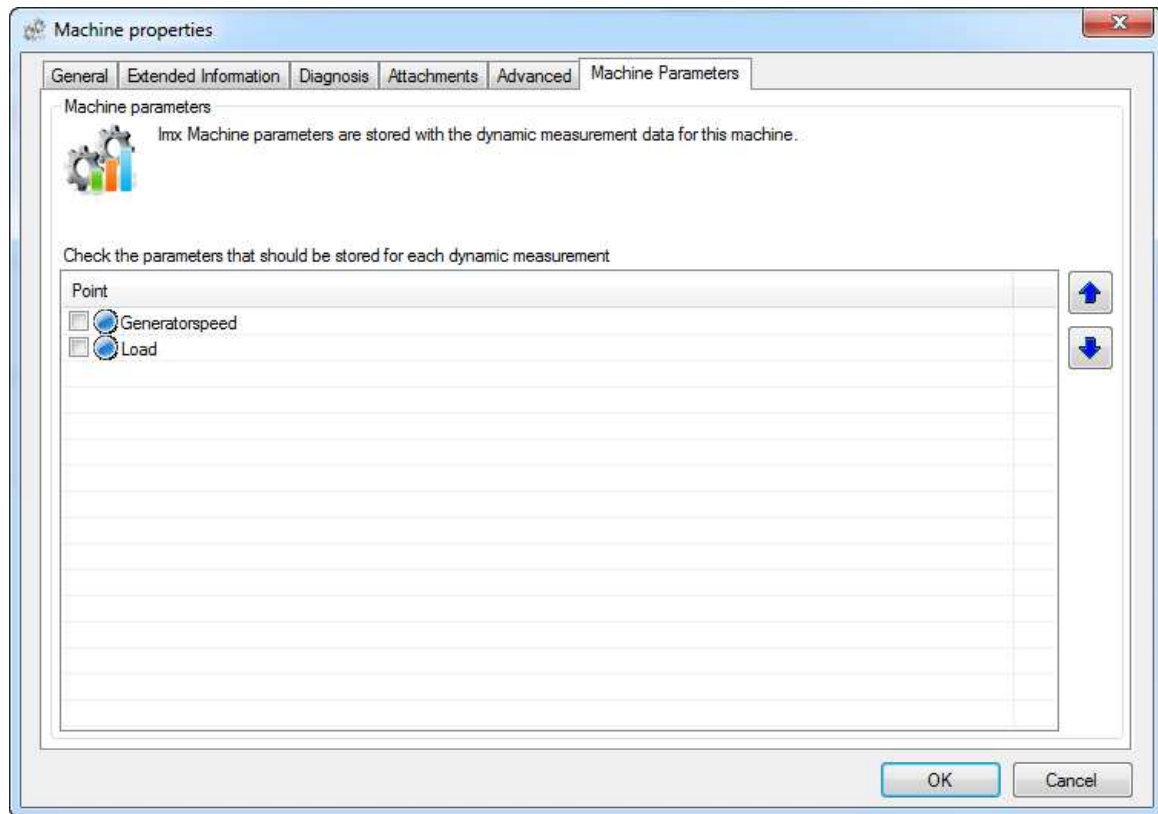 Machine properties
General Extended Information Diagnosis Attachments Advanced Machine Parameters
Machine parameters
Imx Machine parameters are stored with the dynamic measurement data for this machine.
Check the parameters that should be stored for each dynamic measurement
Point
Generatorspeed
Load
OK Cancel